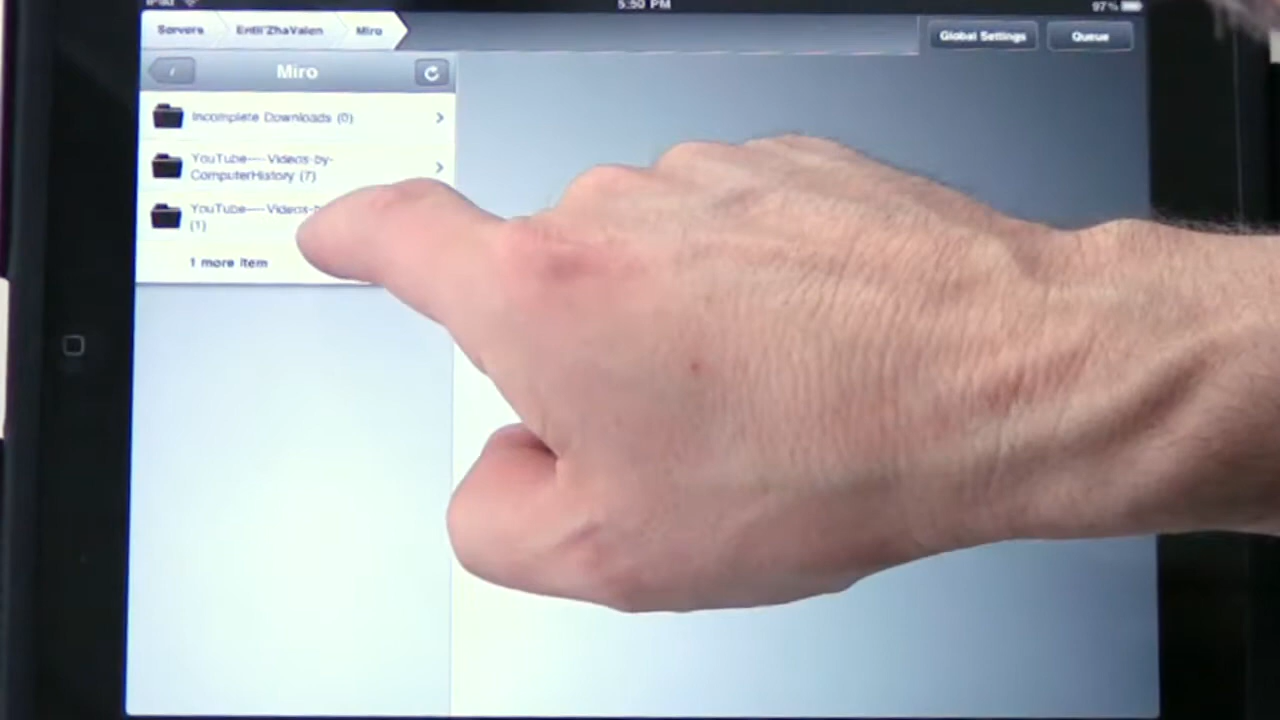 iPad
5:50 PM
97%
Servers
Entil'ZhaValen
Miro
Global Settings
Queue
Miro
Incomplete Downloads (0)
YouTube----Videos-by-
ComputerHistory (7)
YouTube----Videos-b
(1)
1 more item